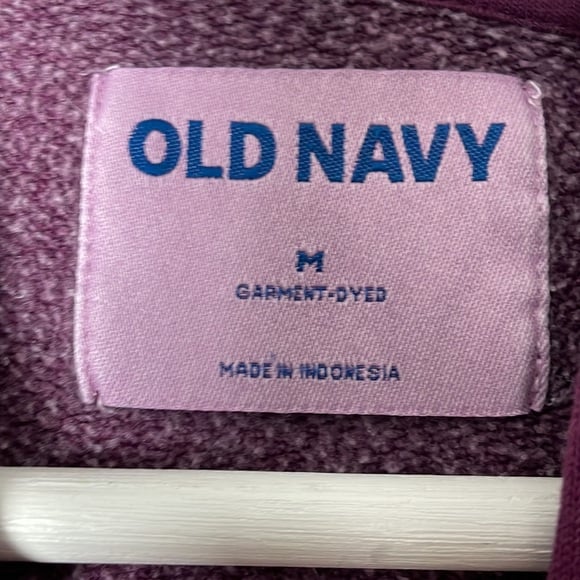 OLD NAVY
M
GARMENT-DYED
MADE IN INDONESIA